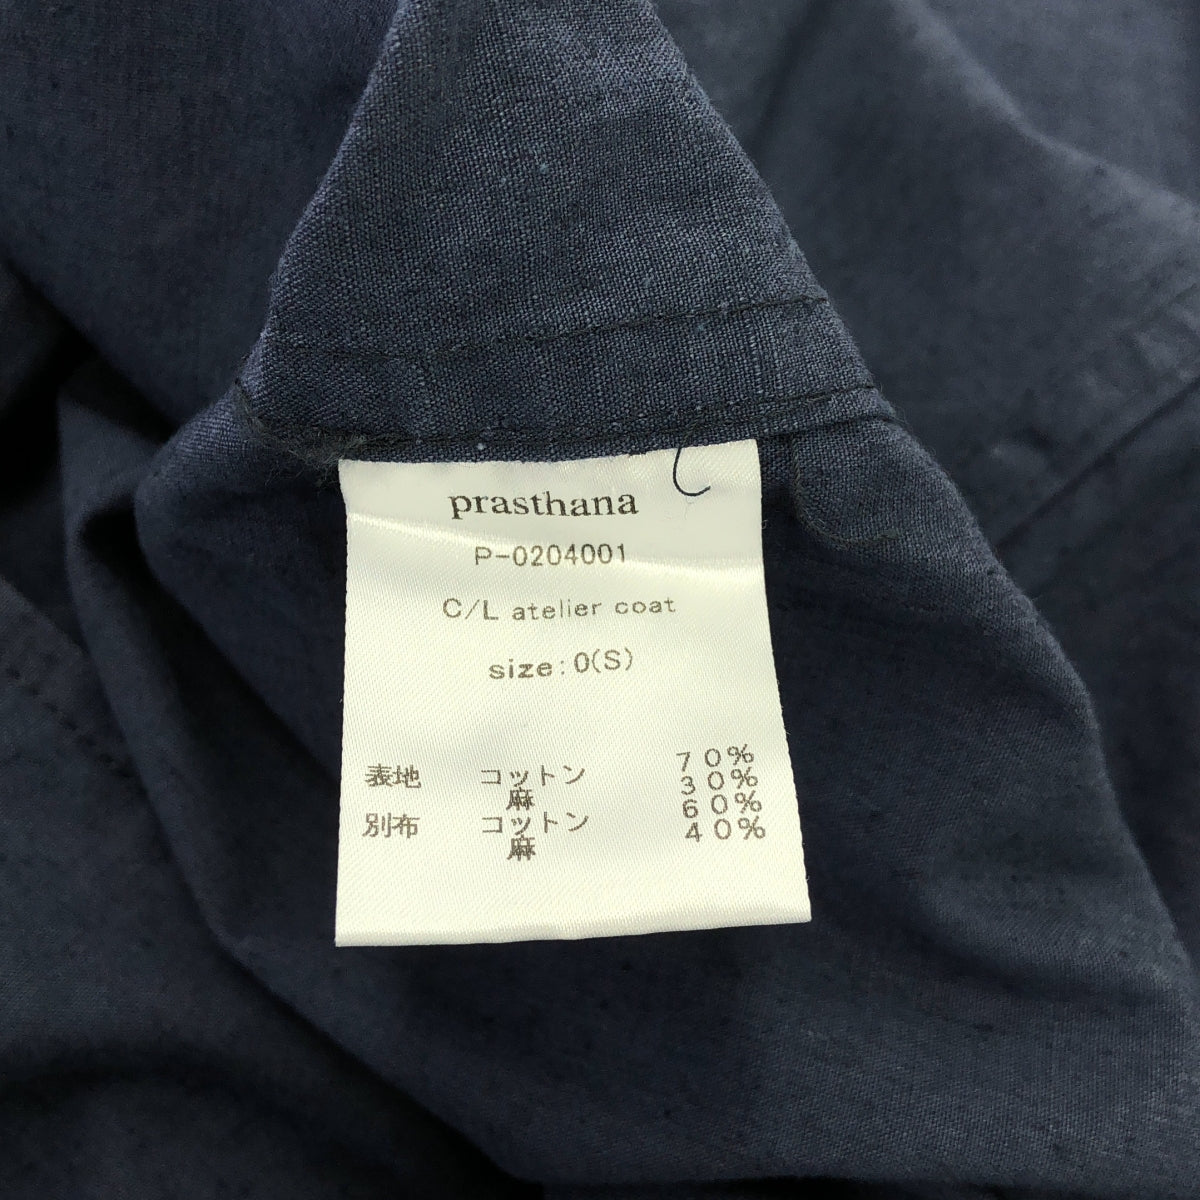 prasthana
P-0204001
C/L atelier coat
size:0(S)
表地 コットン 70%
麻 30%
別布 コットン 60%
麻 40%